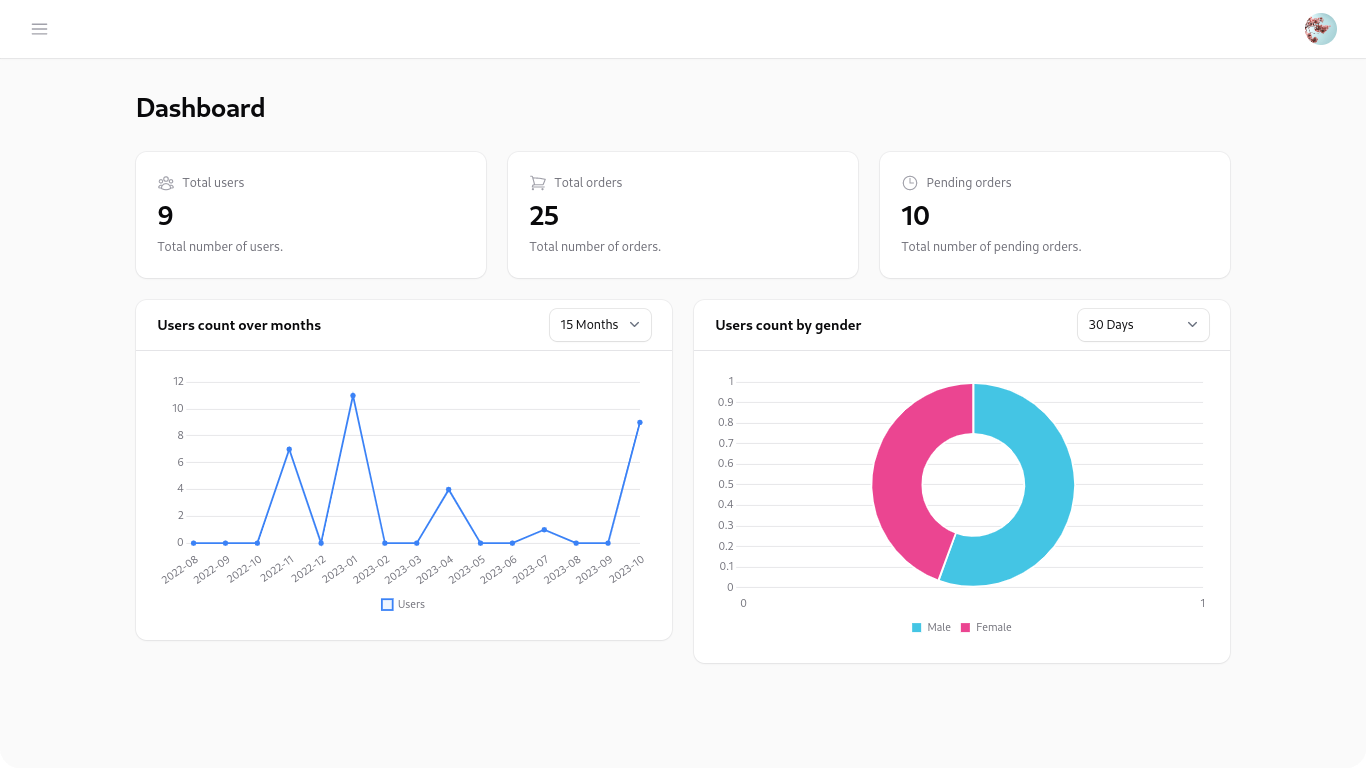 Dashboard
Total users
9
Total number of users.
Total orders
25
Total number of orders.
Pending orders
10
Total number of pending orders.
Users count over months
15 Months
12
10
8
6
4
2
0
2022-08
2022-09
2022-10
2022-11
2022-12
2023-01
2023-02
2023-03
2023-04
2023-05
2023-06
2023-07
2023-08
2023-09
2023-10
Users
Users count by gender
30 Days
1
0.9
0.8
0.7
0.6
0.5
0.4
0.3
0.2
0.1
0
0 1
Male Female